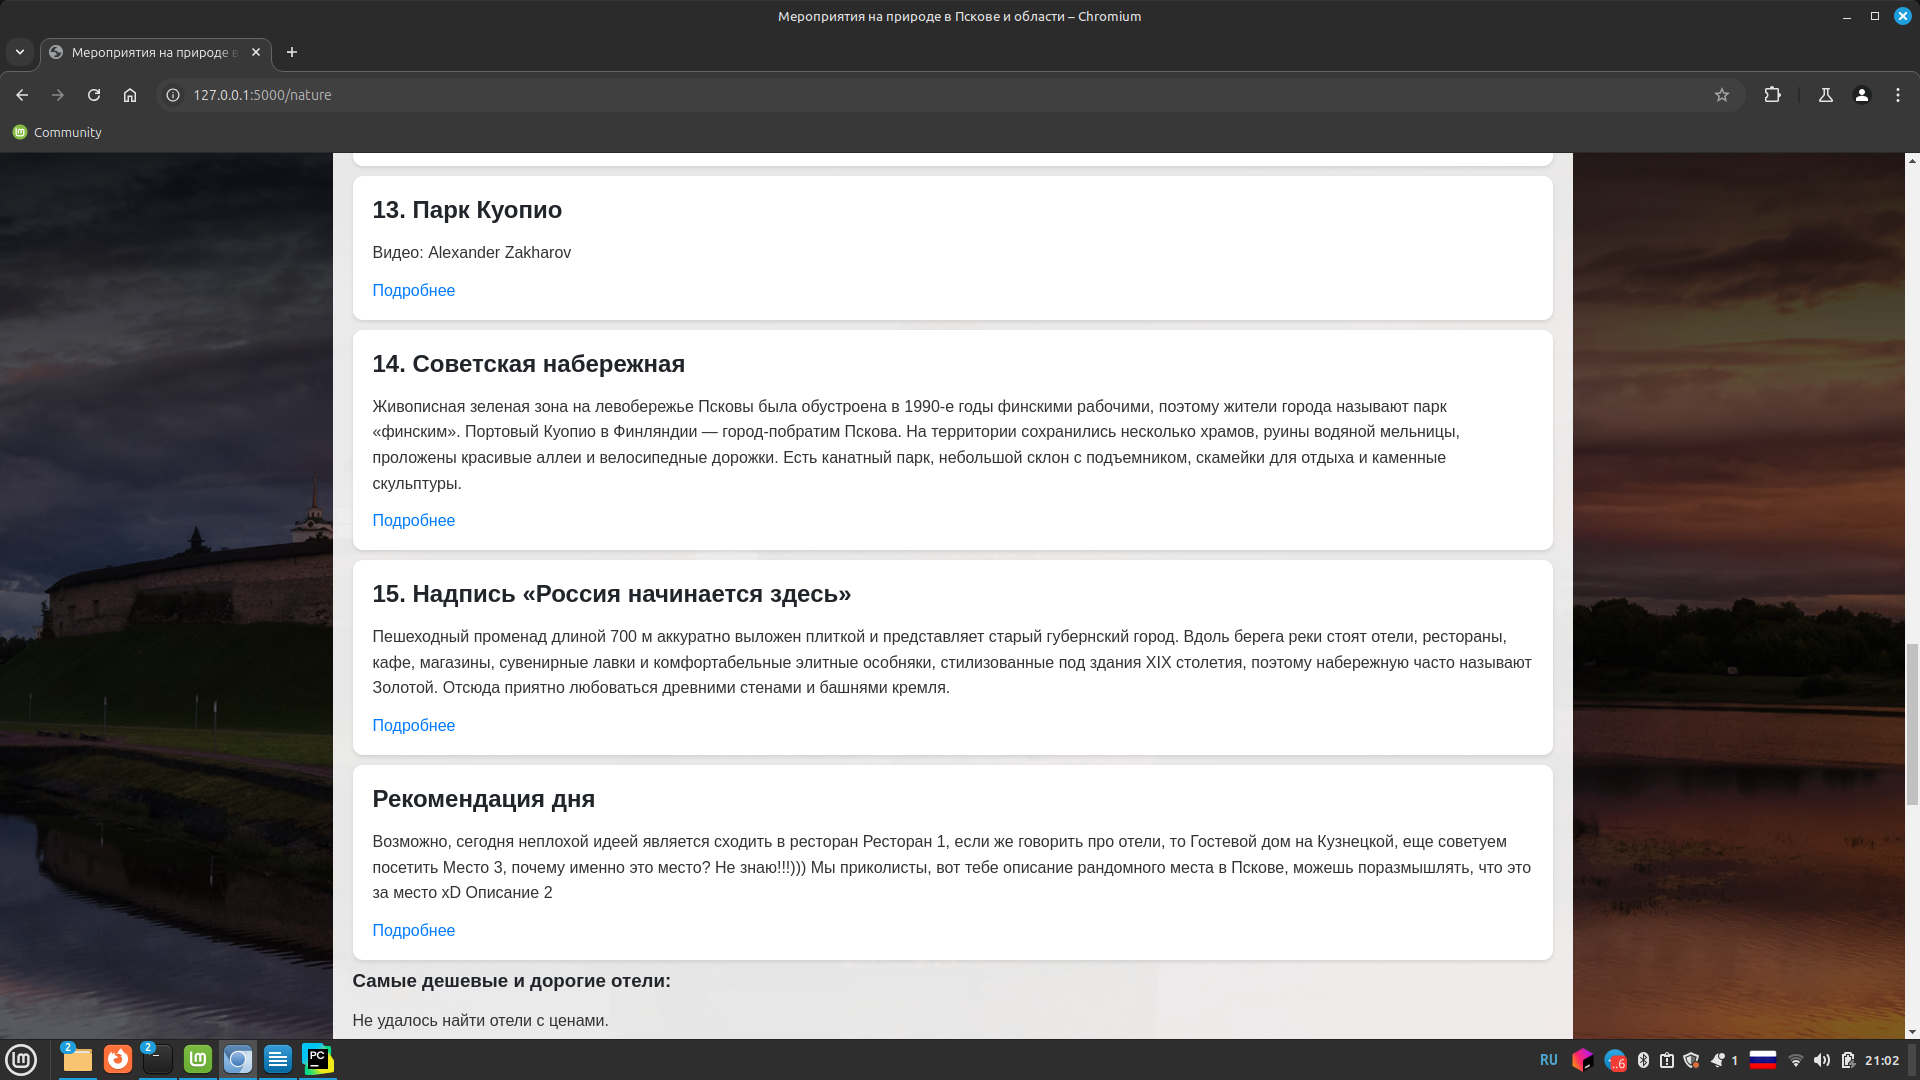 Мероприятия на природе в Пскове и области – Chromium
Мероприятия на природе в
127.0.0.1:5000/nature
Community
13. Парк Куопио
Видео: Alexander Zakharov
Подробнее
14. Советская набережная
Живописная зеленая зона на левобережье Псковы была обустроена в 1990-е годы финскими рабочими, поэтому жители города называют парк
«финским». Портовый Куопио в Финляндии — город-побратим Пскова. На территории сохранились несколько храмов, руины водяной мельницы,
проложены красивые аллеи и велосипедные дорожки. Есть канатный парк, небольшой склон с подъемником, скамейки для отдыха и каменные
скульптуры.
Подробнее
15. Надпись «Россия начинается здесь»
Пешеходный променад длиной 700 м аккуратно выложен плиткой и представляет старый губернский город. Вдоль берега реки стоят отели, рестораны,
кафе, магазины, сувенирные лавки и комфортабельные элитные особняки, стилизованные под здания XIX столетия, поэтому набережную часто называют
Золотой. Отсюда приятно любоваться древними стенами и башнями кремля.
Подробнее
Рекомендация дня
Возможно, сегодня неплохой идеей является сходить в ресторан Ресторан 1, если же говорить про отели, то Гостевой дом на Кузнецкой, еще советуем
посетить Место 3, почему именно это место? Не знаю!!!))) Мы приколисты, вот тебе описание рандомного места в Пскове, можешь поразмышлять, что это
за место xD Описание 2
Подробнее
Самые дешевые и дорогие отели:
Не удалось найти отели с ценами.
2
2
PC
RU
..6
1
21:02